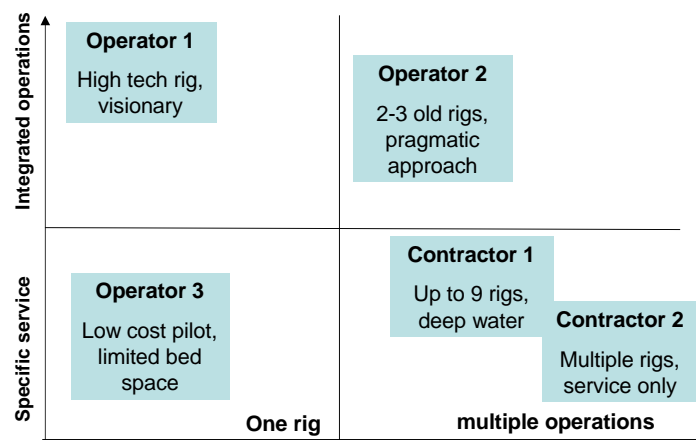 Integrated operations
Operator 1
High tech rig,
visionary
Operator 2
2-3 old rigs,
pragmatic
approach
Specific service
Operator 3
Low cost pilot,
limited bed
space
Contractor 1
Up to 9 rigs,
deep water
Contractor 2
Multiple rigs,
service only
One rig
multiple operations